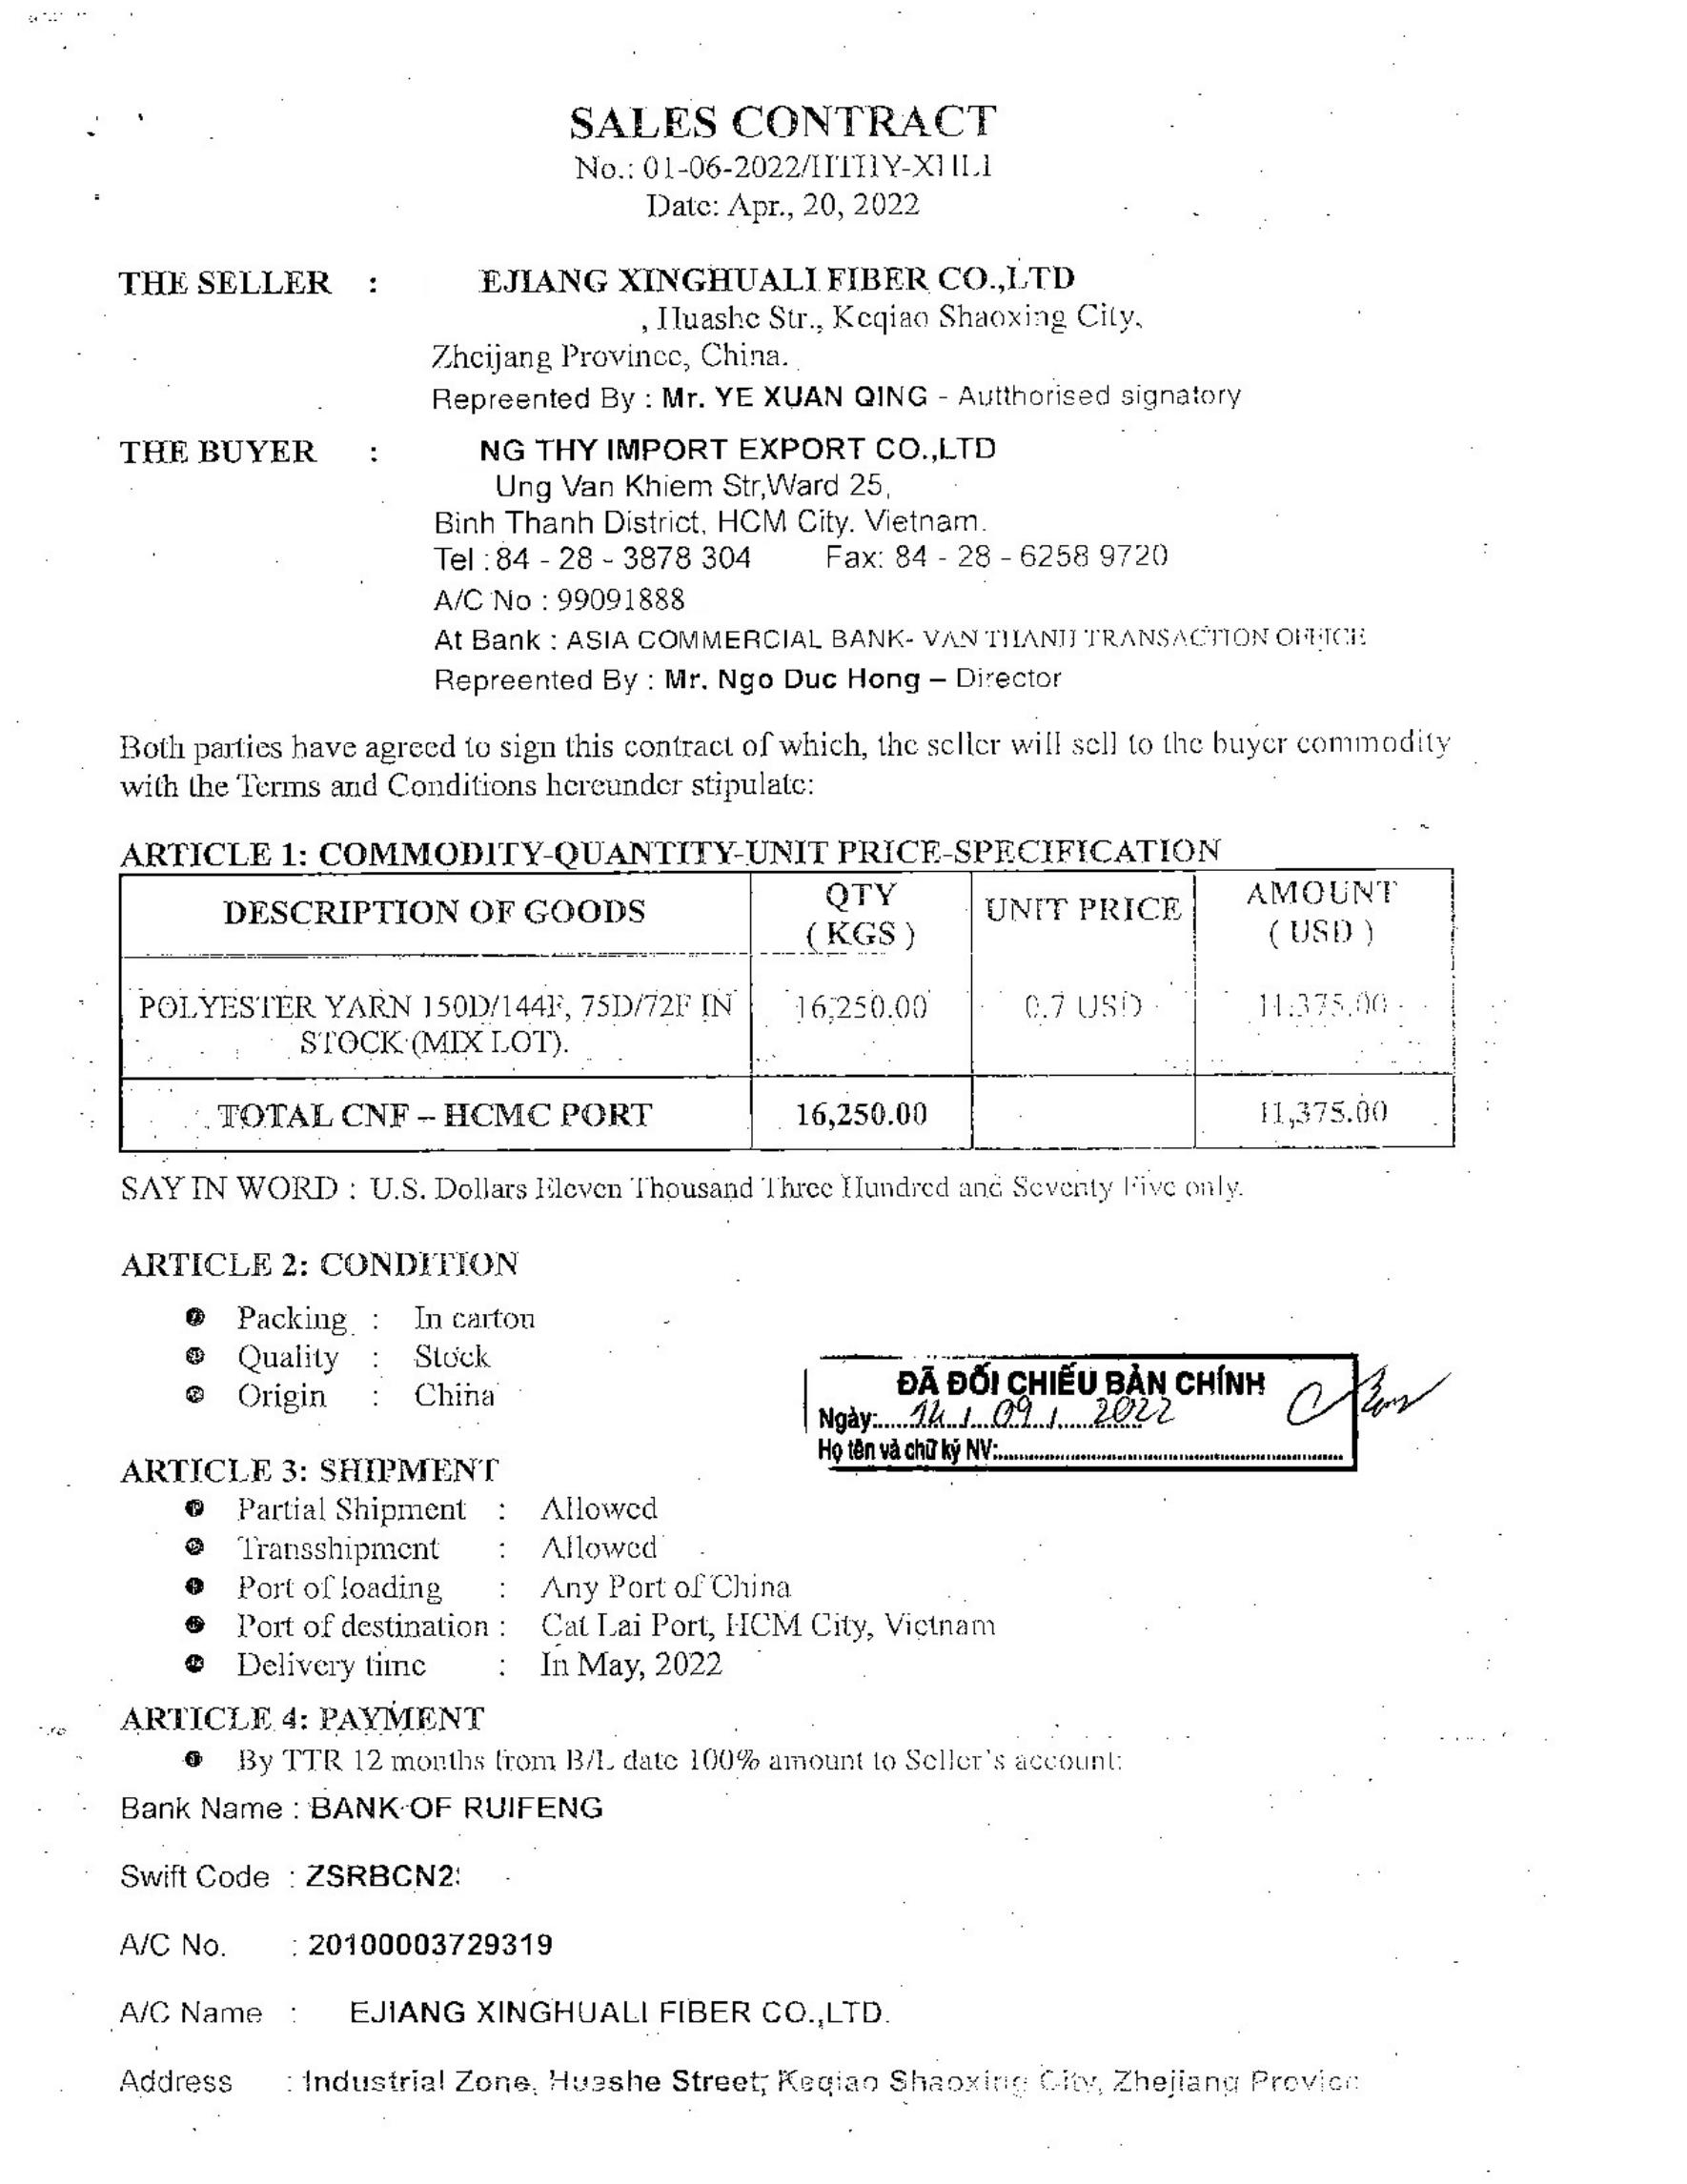 SALES CONTRACT
No.: 01-06-2022/HTHY-XHL1
Date: Apr., 20, 2022
THE SELLER : EJIANG XINGHUALI FIBER CO.,LTD
, Huashe Str., Keqiao Shaoxing City,
Zheijang Province, China.
Repreented By : Mr. YE XUAN QING - Autthorised signatory
THE BUYER : NG THY IMPORT EXPORT CO.,LTD
Ung Van Khiem Str,Ward 25,
Binh Thanh District, HCM City. Vietnam.
Tel : 84 - 28 - 3878 304 Fax: 84 - 28 - 6258 9720
A/C No : 99091888
At Bank : ASIA COMMERCIAL BANK- VAN THANH TRANSACTION OFFICE
Repreented By : Mr. Ngo Duc Hong – Director
Both parties have agreed to sign this contract of which, the seller will sell to the buyer commodity
with the Terms and Conditions hereunder stipulate:
ARTICLE 1: COMMODITY-QUANTITY-UNIT PRICE-SPECIFICATION
DESCRIPTION OF GOODS QTY (KGS) UNIT PRICE AMOUNT (USD)
POLYESTER YARN 150D/144F, 75D/72F IN 16,250.00 0.7 USD 11.375.00
STOCK (MIX LOT).
TOTAL CNF – HCMC PORT 16,250.00 11,375.00
SAY IN WORD : U.S. Dollars Eleven Thousand Three Hundred and Seventy Five only.
ARTICLE 2: CONDITION
Packing : In carton
Quality : Stock
Origin : China
ĐÃ ĐỐI CHIẾU BẢN CHÍNH
Ngày: 14 / 09 / 2022
Họ tên và chữ ký NV:
ARTICLE 3: SHIPMENT
Partial Shipment : Allowed
Transshipment : Allowed
Port of loading : Any Port of China
Port of destination : Cat Lai Port, HCM City, Vietnam
Delivery time : In May, 2022
ARTICLE 4: PAYMENT
By TTR 12 months from B/L date 100% amount to Seller's account:
Bank Name : BANK OF RUIFENG
Swift Code : ZSRBCN2
A/C No. : 20100003729319
A/C Name : EJIANG XINGHUALI FIBER CO.,LTD.
Address : Industrial Zone, Huashe Street, Keqiao Shaoxing City, Zhejiang Provinc